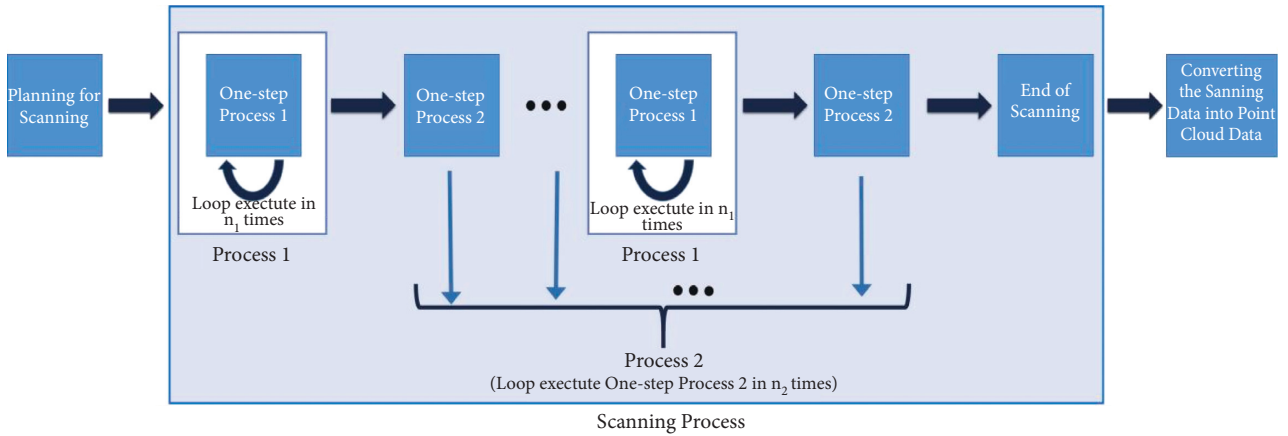 Planning for
Scanning
One-step
Process 1
Loop exectute in
n₁ times
Process 1
One-step
Process 2
•••
One-step
Process 1
Loop exectute in n₁
times
Process 1
One-step
Process 2
End of
Scanning
Converting
the Sanning
Data into Point
Cloud Data
•••
Process 2
(Loop exectute One-step Process 2 in n₂ times)
Scanning Process